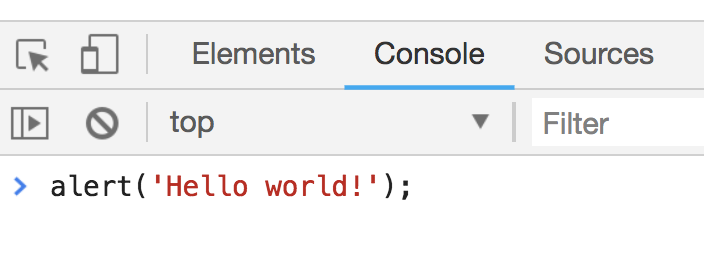 Elements Console Sources
top Filter
> alert('Hello world!');